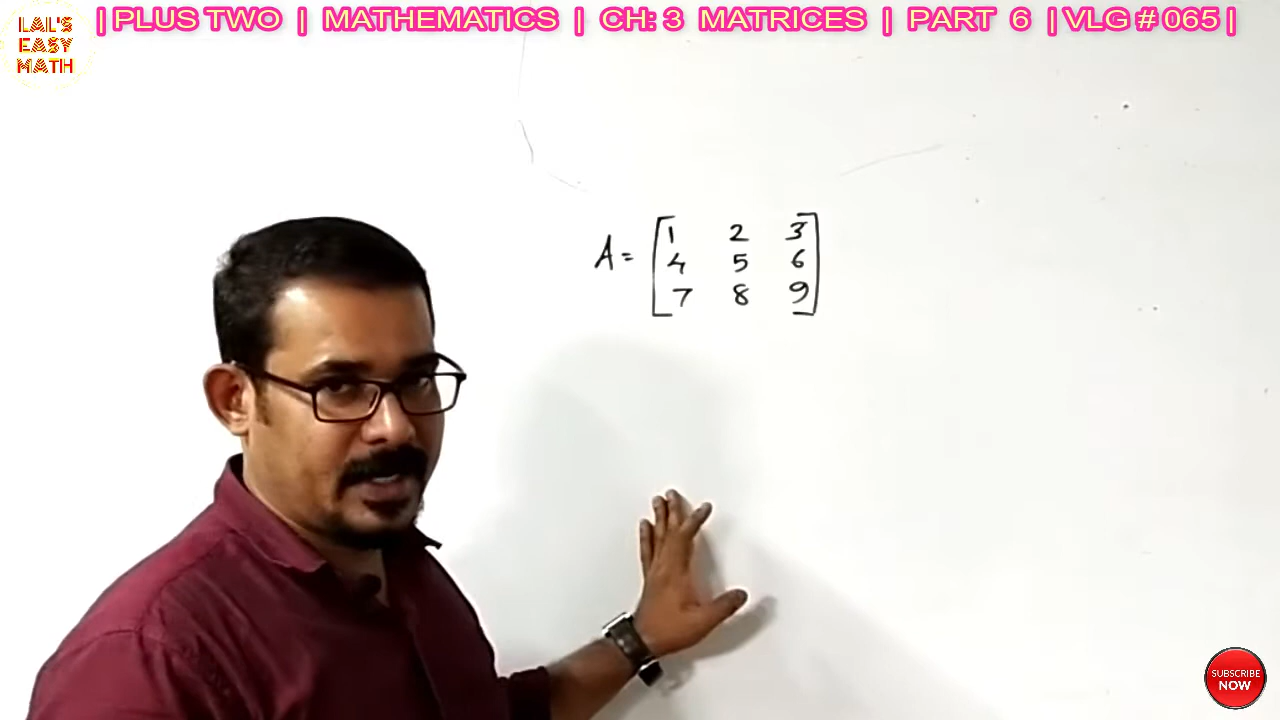 | PLUS TWO | MATHEMATICS | CH: 3 MATRICES | PART 6 | VLG # 065 |
LAL'S
EASY
MATH
A = [1 2 3
4 5 6
7 8 9]
SUBSCRIBE
NOW